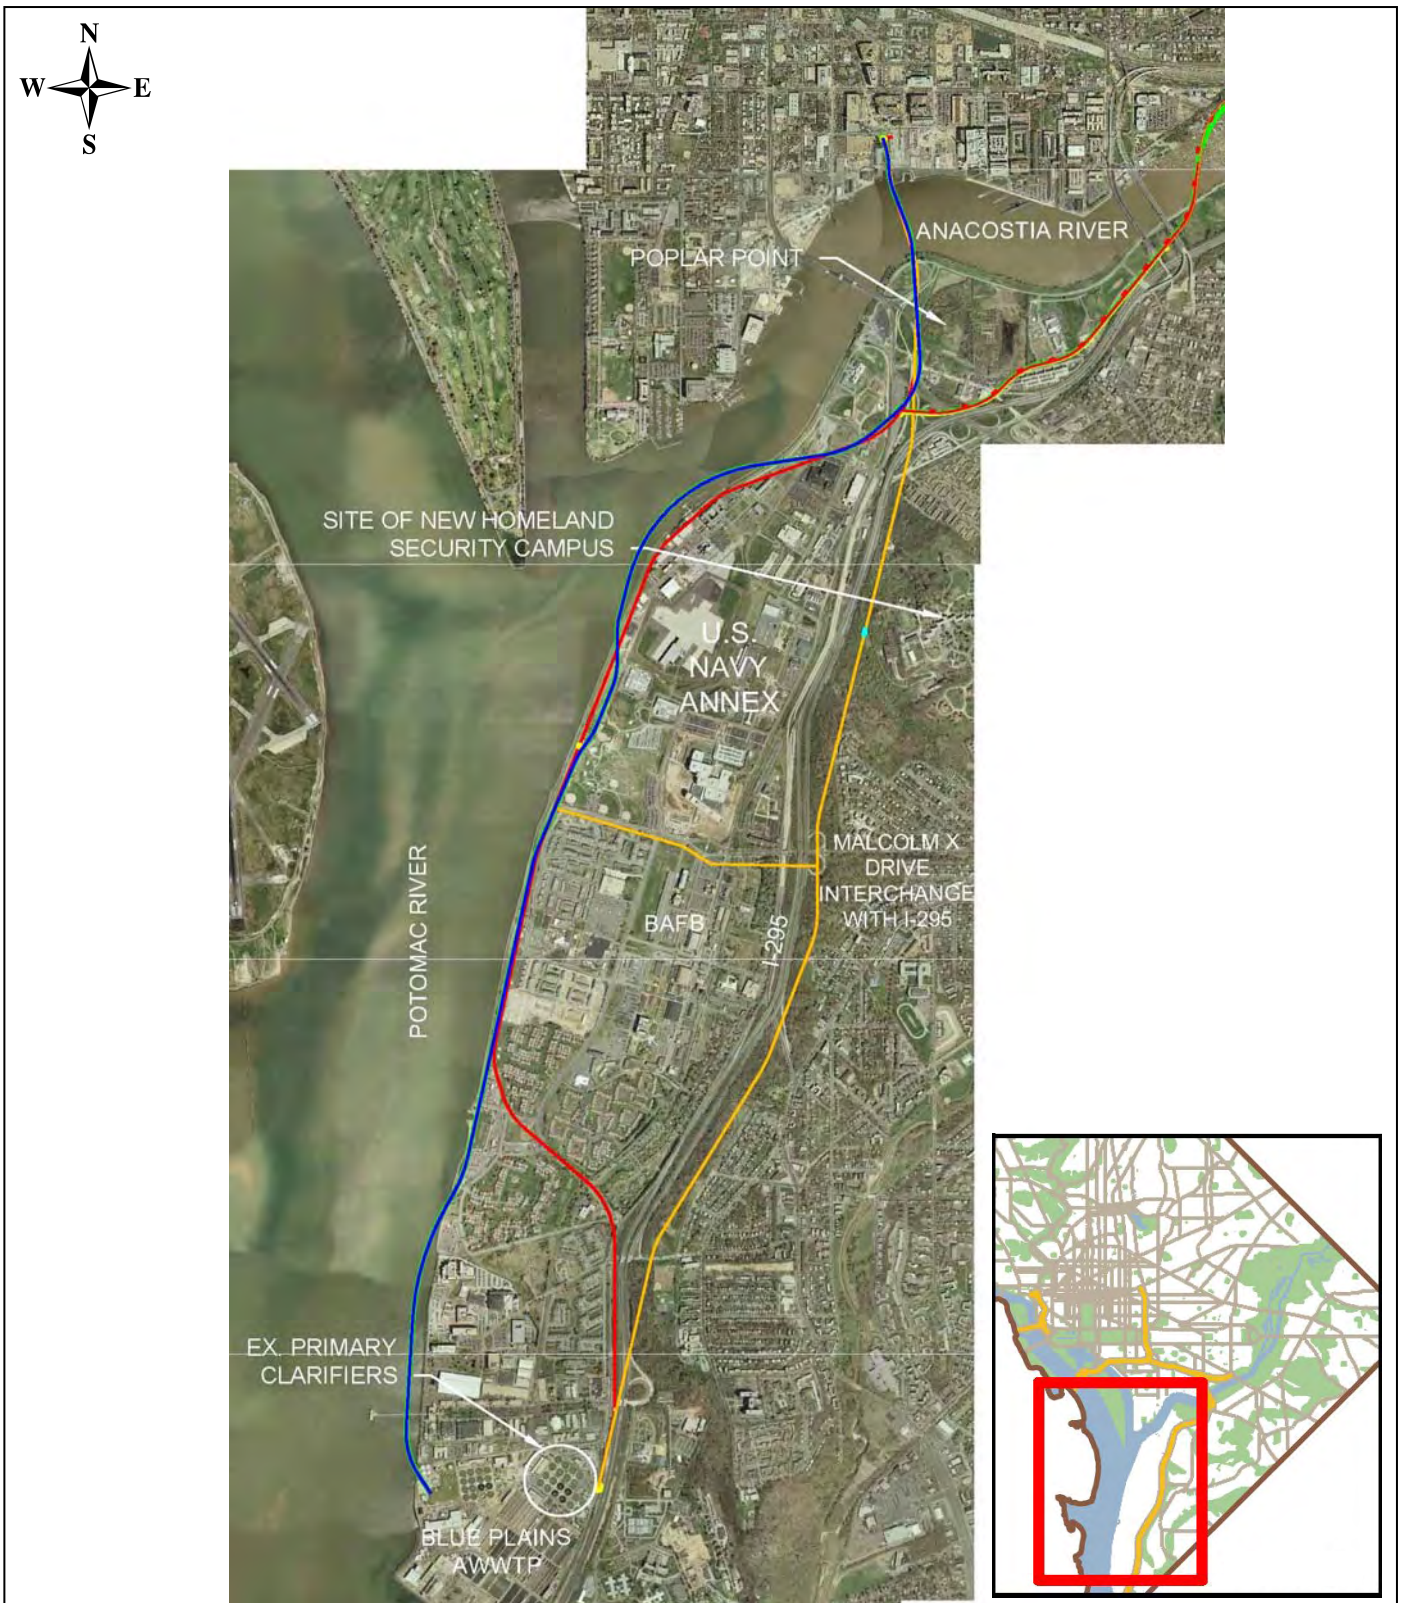 N
W E
S
ANACOSTIA RIVER
POPLAR POINT
SITE OF NEW HOMELAND
SECURITY CAMPUS
U.S.
NAVY
ANNEX
MALCOLM X
DRIVE
INTERCHANGE
WITH I-295
POTOMAC RIVER
BAFB
I-295
EX. PRIMARY
CLARIFIERS
BLUE PLAINS
AWWTP